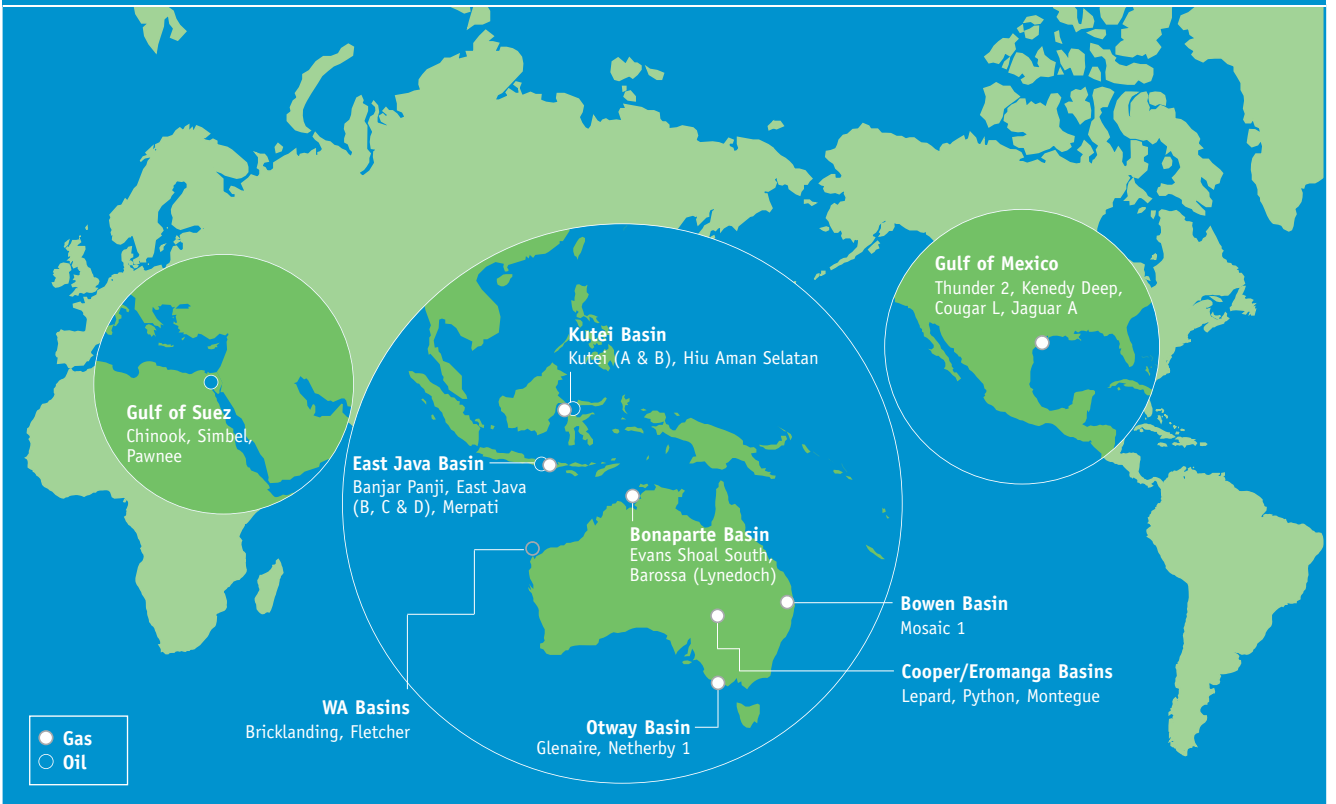 Gulf of Mexico
Thunder 2, Kenedy Deep,
Cougar L, Jaguar A
Kutei Basin
Kutei (A & B), Hiu Aman Selatan
Gulf of Suez
Chinook, Simbel,
Pawnee
East Java Basin
Banjar Panji, East Java
(B, C & D), Merpati
Bonaparte Basin
Evans Shoal South,
Barossa (Lynedoch)
Bowen Basin
Mosaic 1
Cooper/Eromanga Basins
Lepard, Python, Montegue
WA Basins
Bricklanding, Fletcher
Otway Basin
Glenaire, Netherby 1
Gas
Oil